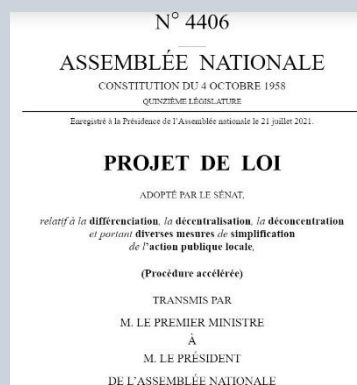 N° 4406
ASSEMBLÉE NATIONALE
CONSTITUTION DU 4 OCTOBRE 1958
QUINZIÈME LÉGISLATURE
Enregistré à la Présidence de l'Assemblée nationale le 21 juillet 2021.
PROJET DE LOI
ADOPTÉ PAR LE SÉNAT,
relatif à la différenciation, la décentralisation, la déconcentration
et portant diverses mesures de simplification
de l'action publique locale,
(Procédure accélérée)
TRANSMIS PAR
M. LE PREMIER MINISTRE
À
M. LE PRÉSIDENT
DE L'ASSEMBLÉE NATIONALE